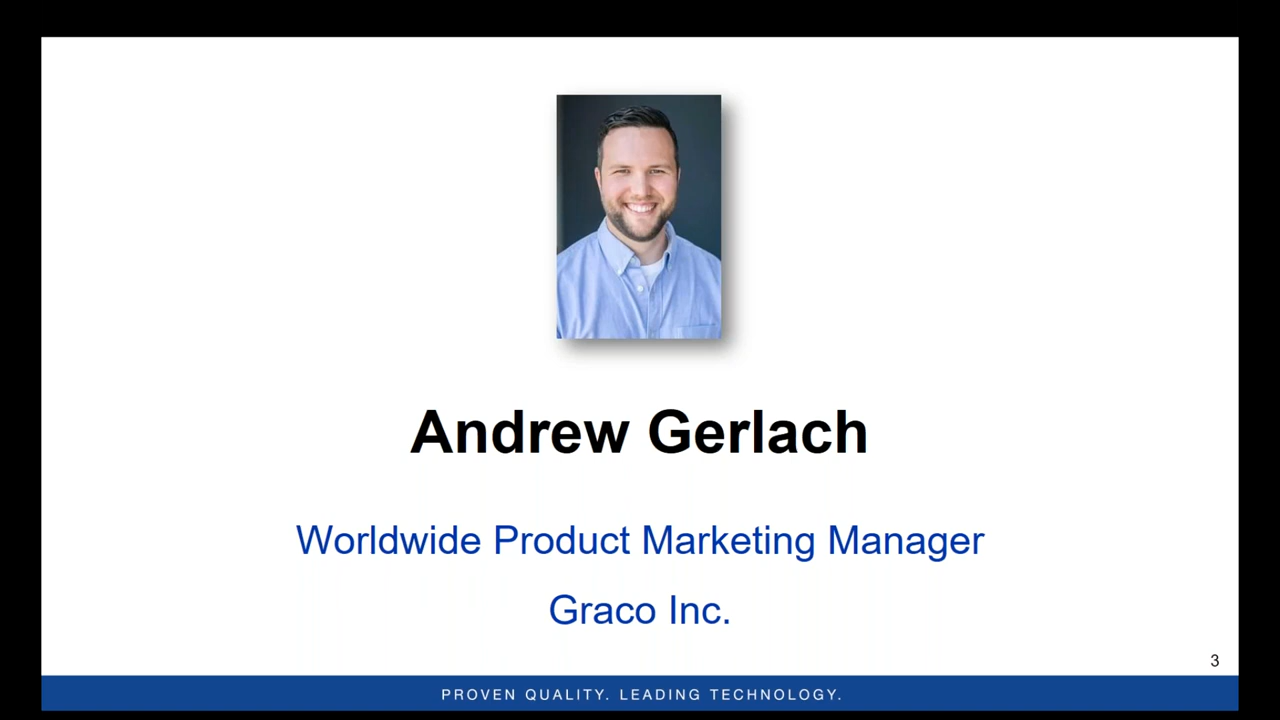 Andrew Gerlach
Worldwide Product Marketing Manager
Graco Inc.
3
PROVEN QUALITY. LEADING TECHNOLOGY.